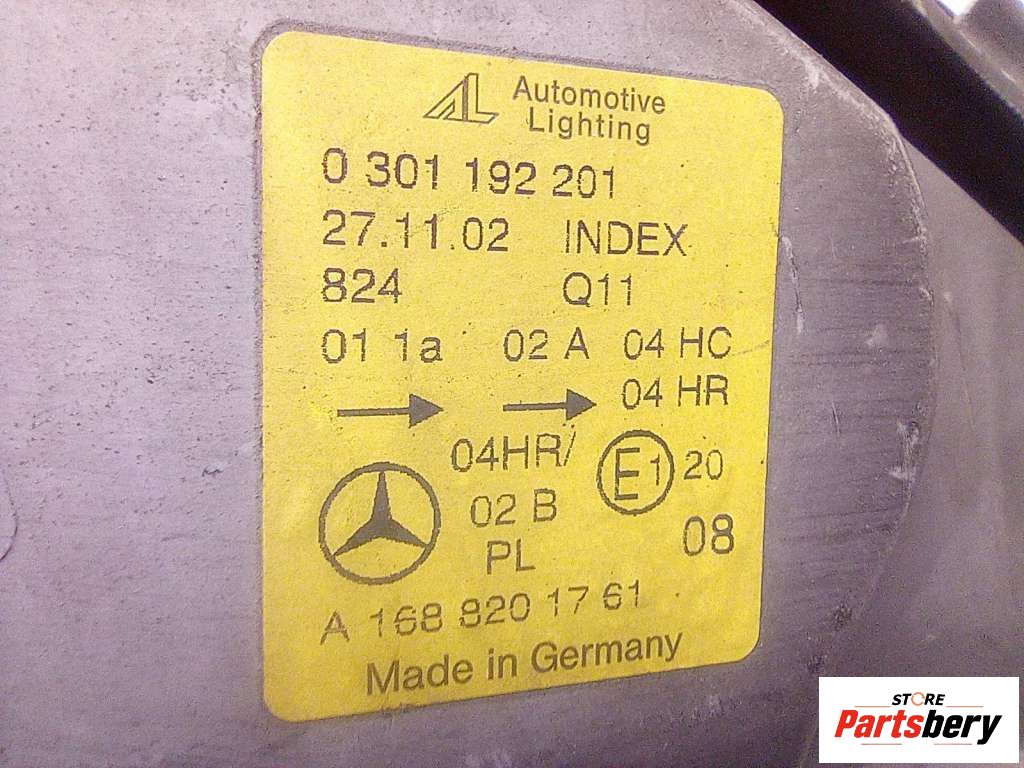 AL Automotive
Lighting
0 301 192 201
27.11.02 INDEX
824 Q11
01 1a 02 A 04 HC
04 HR
04HR/
E1 20
02 B
08
PL
A 168 820 17 61
Made in Germany
STORE
Partsbery